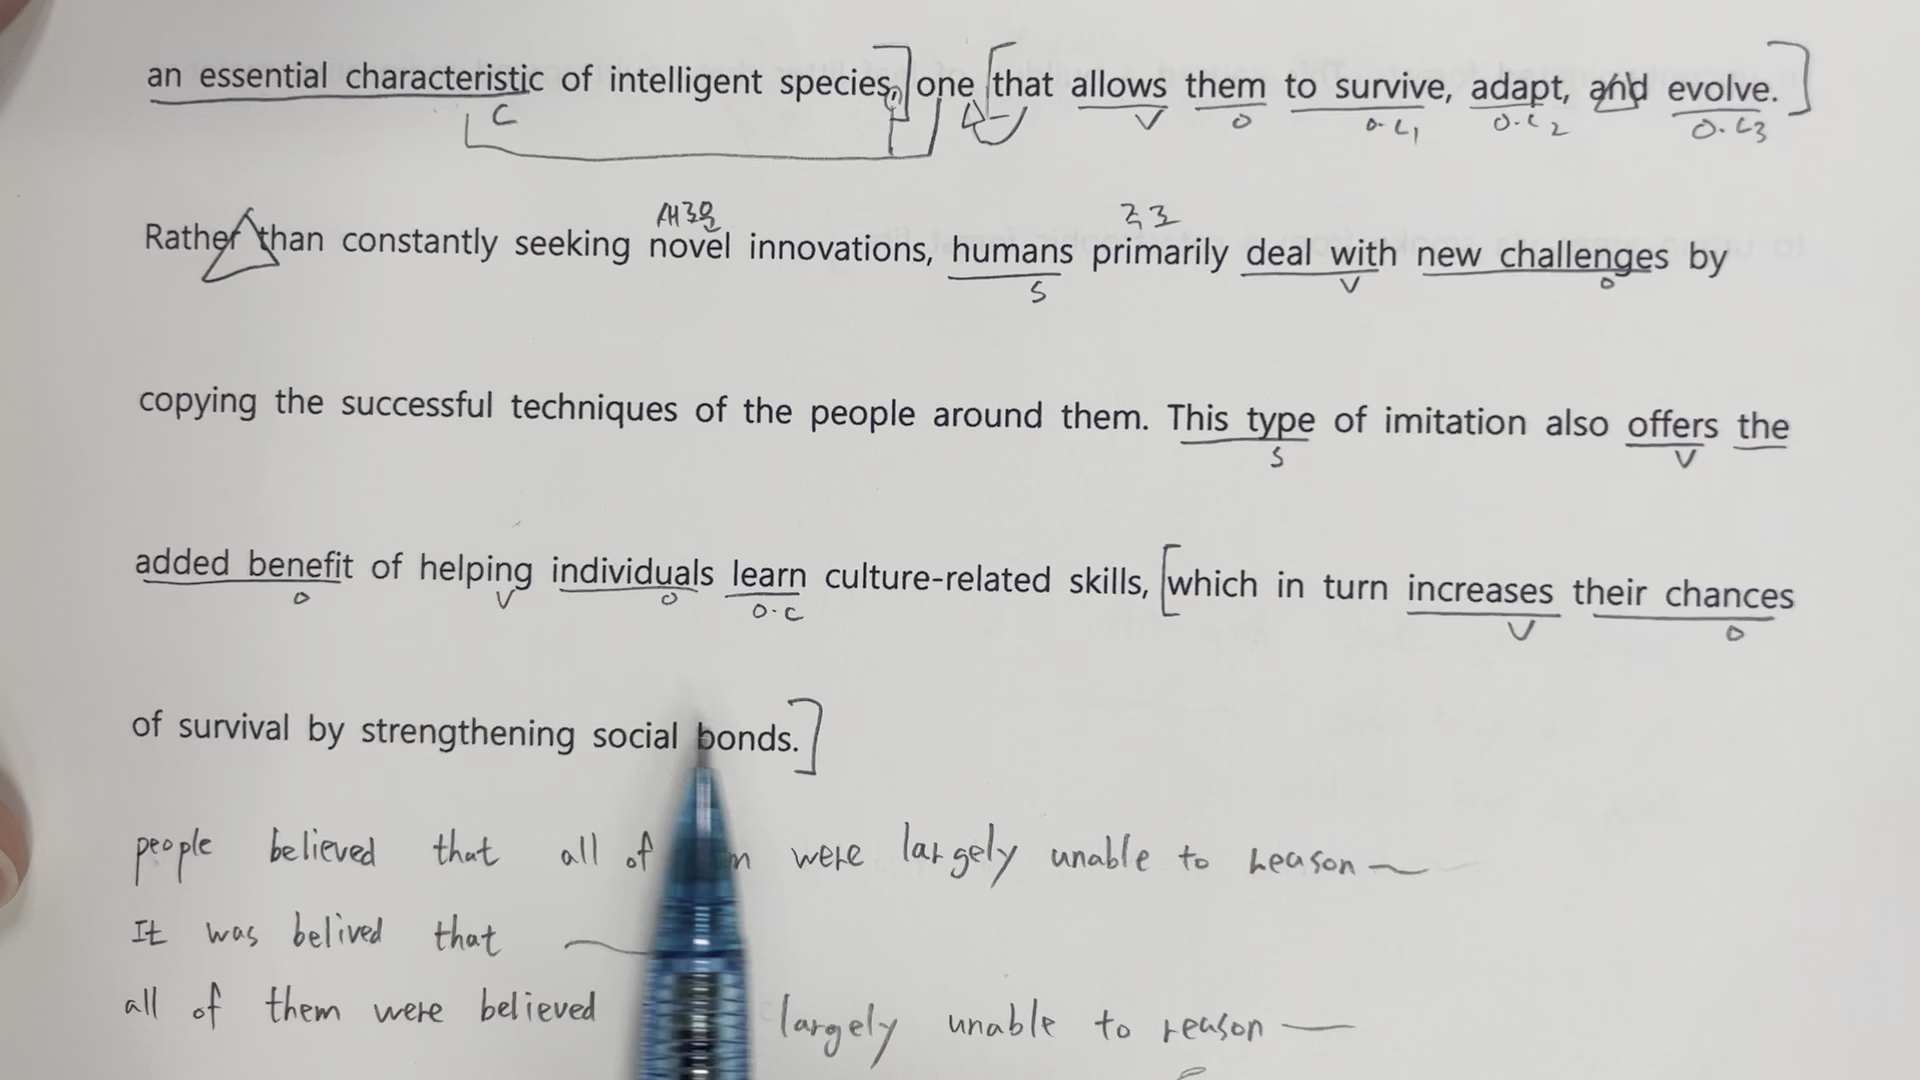 an essential characteristic of intelligent species, one that allows them to survive, adapt, and evolve.
C V O O.C1 O.C2 O.C3
새로운 주로
Rather than constantly seeking novel innovations, humans primarily deal with new challenges by
S V O
copying the successful techniques of the people around them. This type of imitation also offers the
S V
added benefit of helping individuals learn culture-related skills, which in turn increases their chances
O V O O.C V O
of survival by strengthening social bonds.
people believed that all of were largely unable to reason
It was belived that
all of them were believed largely unable to reason